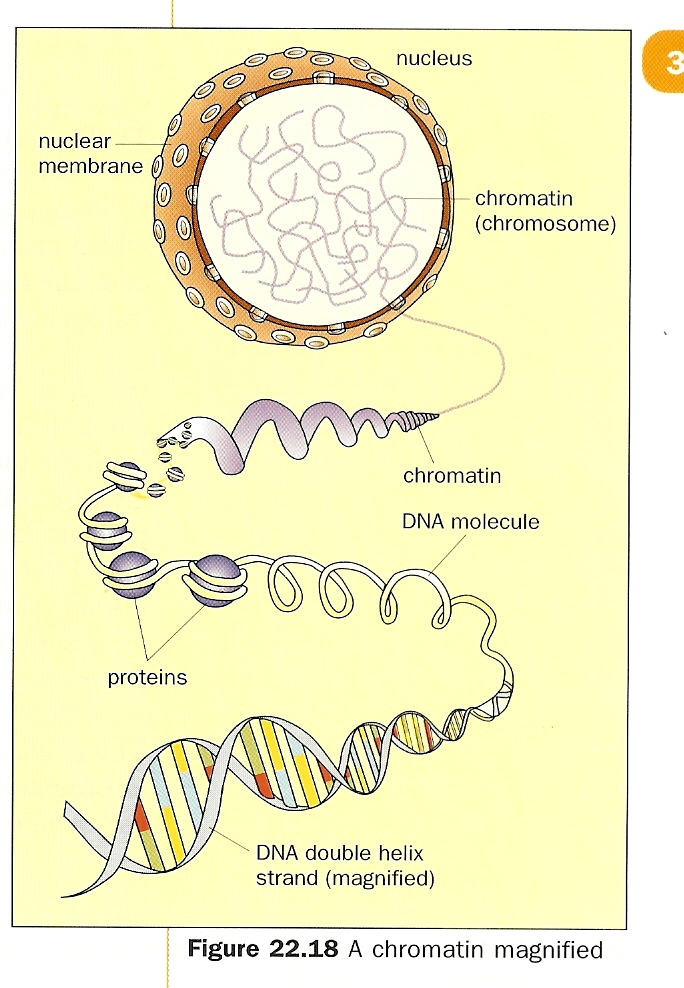 nucleus
3
nuclear
membrane
chromatin
(chromosome)
chromatin
DNA molecule
proteins
DNA double helix
strand (magnified)
Figure 22.18 A chromatin magnified